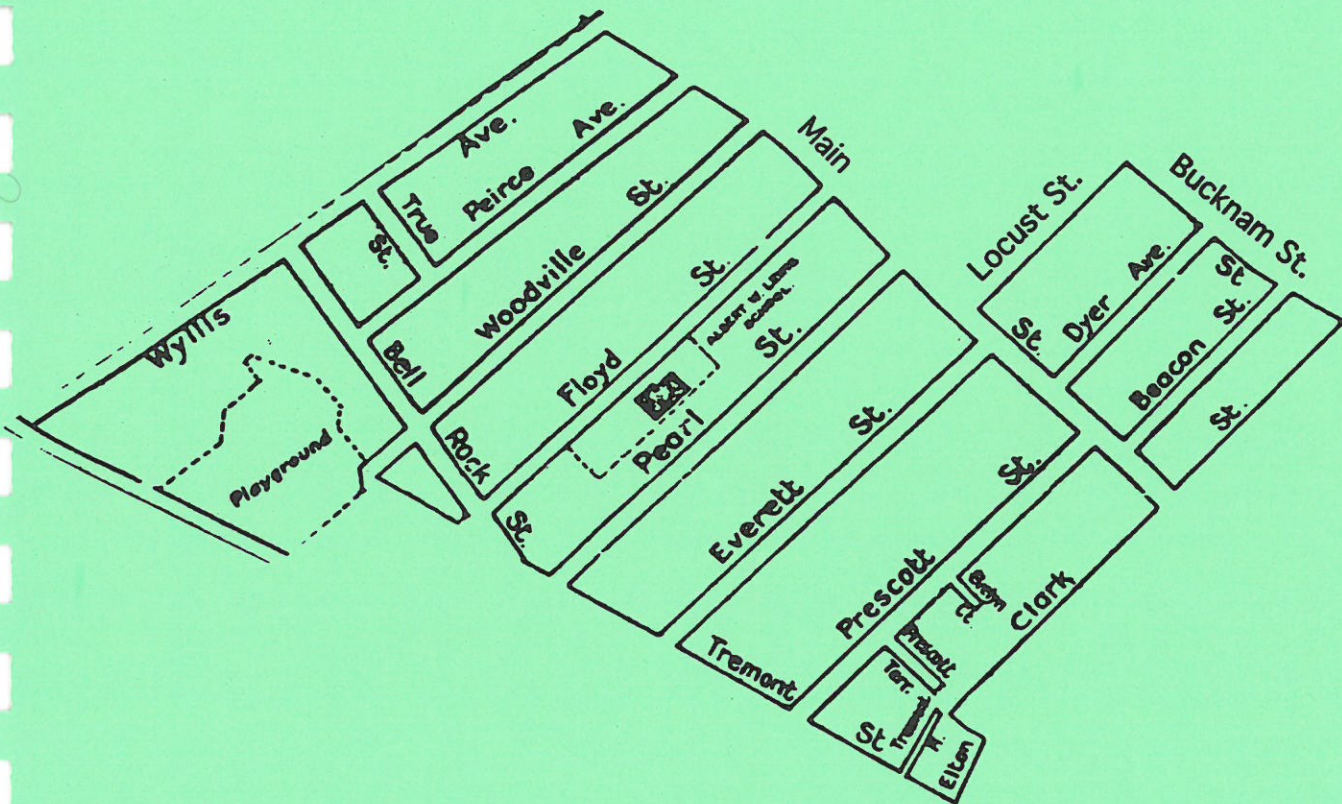 Main
Locust St.
Bucknam St.
Ave.
Peirce Ave.
True
St.
Wyllis
Woodville St.
Bell
Floyd St.
Rock
St.
ALBERT W. LEWIS
SCHOOL
Pearl St.
Playground
Everett St.
Dyer Ave.
St.
St
Beacon St.
St.
Prescott St.
Clark
Tremont
St
Prescott
Terr.
Elton